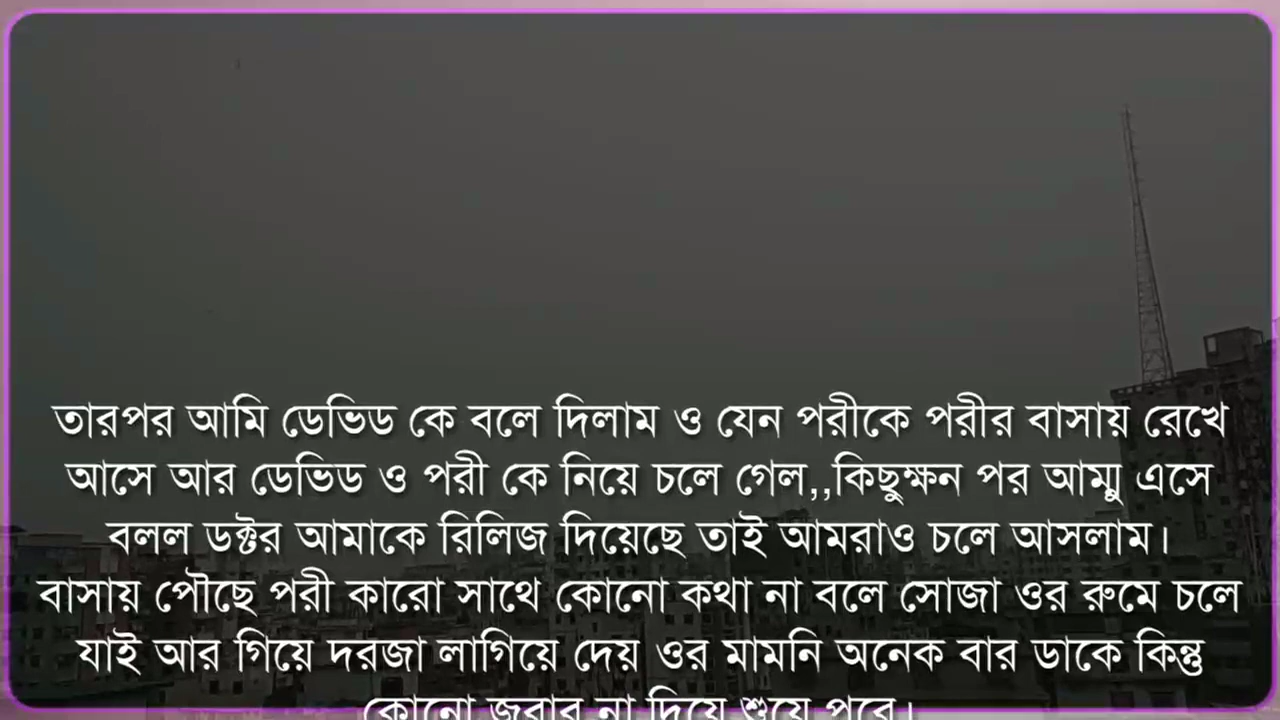 তারপর আমি ডেভিড কে বলে দিলাম ও যেন পরীকে পরীর বাসায় রেখে
আসে আর ডেভিড ও পরী কে নিয়ে চলে গেল,,কিছুক্ষন পর আম্মু এসে
বলল ডক্টর আমাকে রিলিজ দিয়েছে তাই আমরাও চলে আসলাম।
বাসায় পৌছে পরী কারো সাথে কোনো কথা না বলে সোজা ওর রুমে চলে
যাই আর গিয়ে দরজা লাগিয়ে দেয় ওর মামনি অনেক বার ডাকে কিন্তু
কোনো জবাব না দিয়ে শুয়ে পরে।